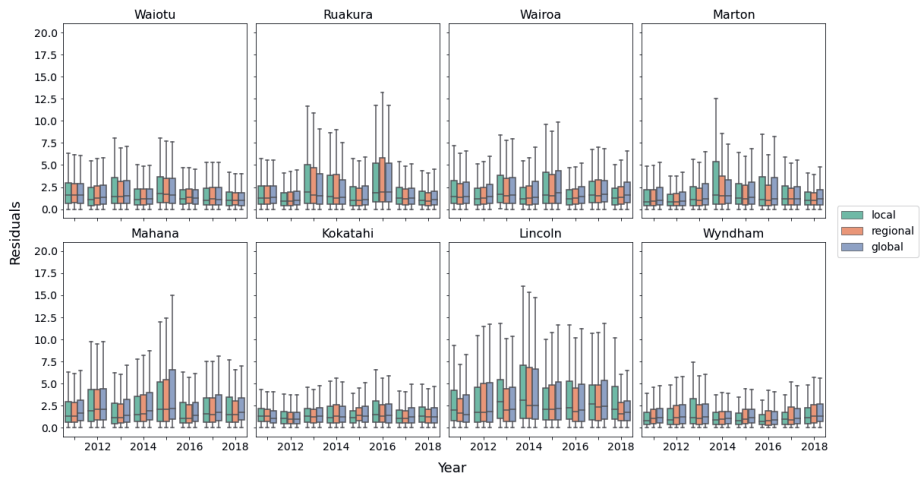 Waiotu Ruakura Wairoa Marton
20.0
17.5
15.0
12.5
10.0
7.5
5.0
2.5
0.0
Residuals
local
regional
global
Mahana Kokatahi Lincoln Wyndham
20.0
17.5
15.0
12.5
10.0
7.5
5.0
2.5
0.0
2012 2014 2016 2018 2012 2014 2016 2018 2012 2014 2016 2018 2012 2014 2016 2018
Year